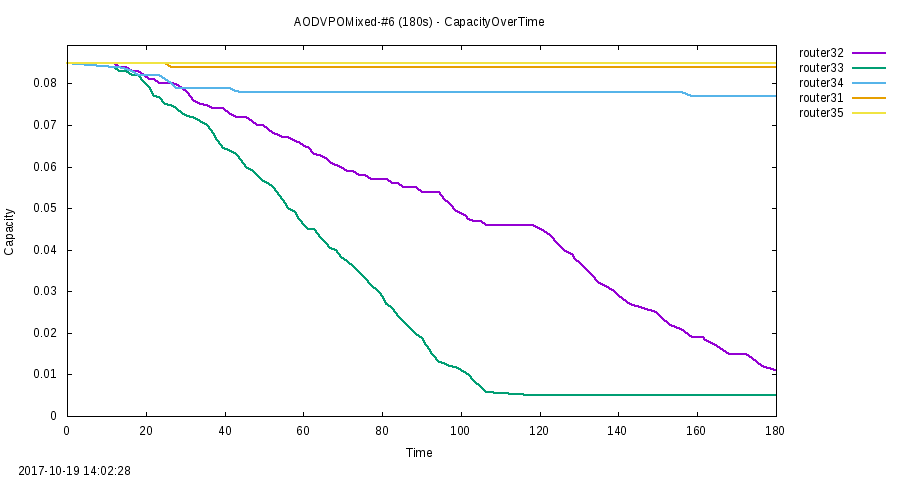 AODVPOMixed-#6 (180s) - CapacityOverTime
router32
router33
router34
router31
router35
0.08
0.07
0.06
0.05
0.04
0.03
0.02
0.01
0
Capacity
0 20 40 60 80 100 120 140 160 180
Time
2017-10-19 14:02:28